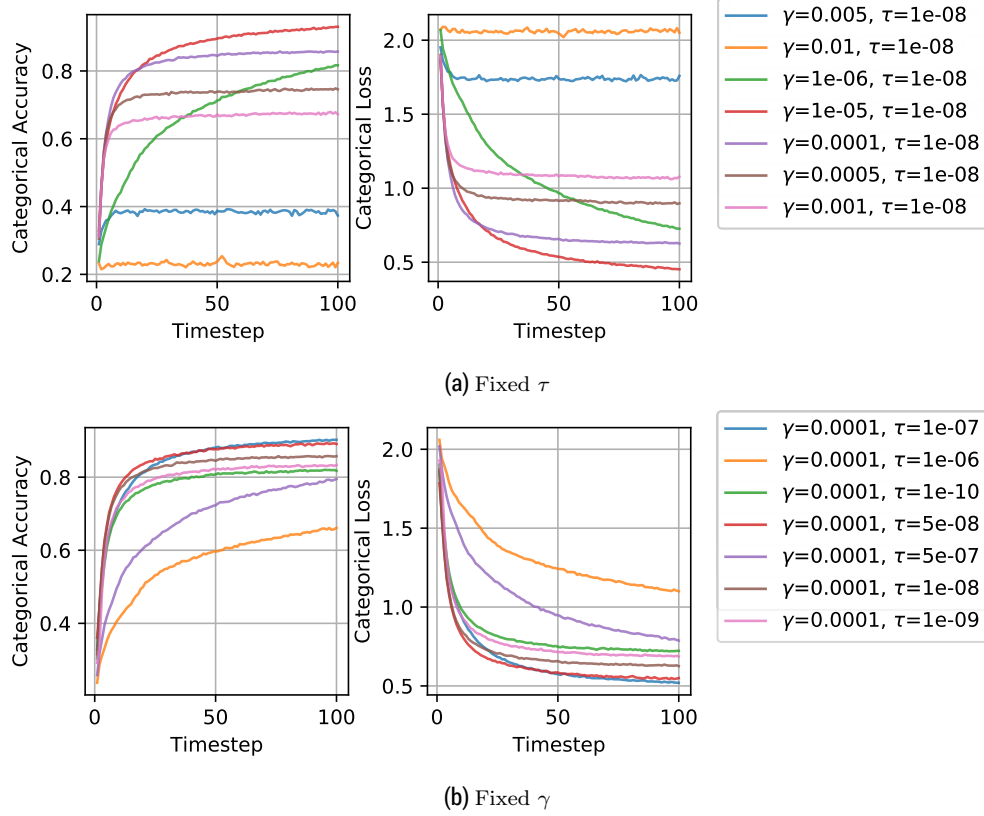 Categorical Accuracy
0.8
0.6
0.4
0.2
0
50
100
Timestep
Categorical Loss
2.0
1.5
1.0
0.5
0
50
100
Timestep
γ=0.005, τ=1e-08
γ=0.01, τ=1e-08
γ=1e-06, τ=1e-08
γ=1e-05, τ=1e-08
γ=0.0001, τ=1e-08
γ=0.0005, τ=1e-08
γ=0.001, τ=1e-08
(a) Fixed τ
Categorical Accuracy
0.8
0.6
0.4
0
50
100
Timestep
Categorical Loss
2.0
1.5
1.0
0.5
0
50
100
Timestep
γ=0.0001, τ=1e-07
γ=0.0001, τ=1e-06
γ=0.0001, τ=1e-10
γ=0.0001, τ=5e-08
γ=0.0001, τ=5e-07
γ=0.0001, τ=1e-08
γ=0.0001, τ=1e-09
(b) Fixed γ